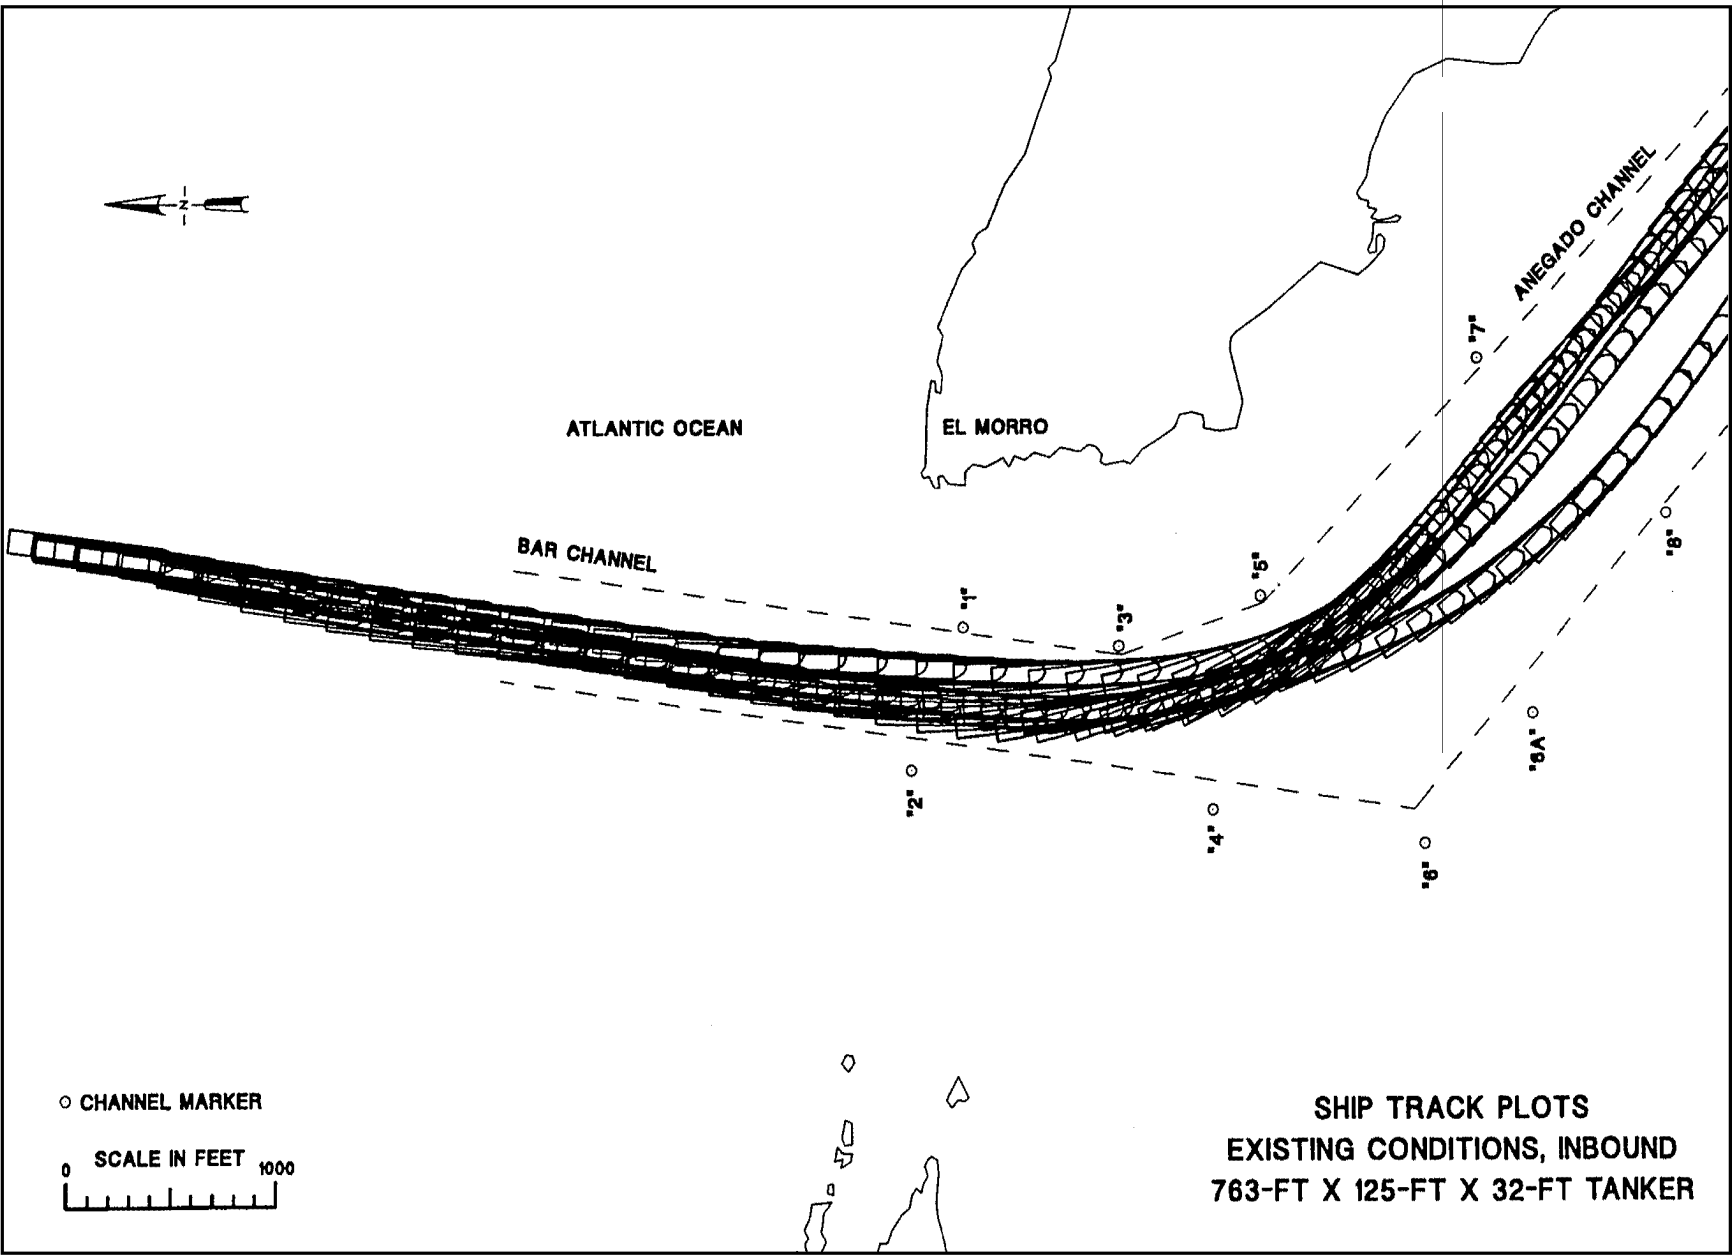 Z
ANEGADO CHANNEL
"7"
ATLANTIC OCEAN
EL MORRO
BAR CHANNEL
"1"
"3"
"5"
"8"
"2"
"4"
"6A"
"6"
CHANNEL MARKER
SCALE IN FEET
0 1000
SHIP TRACK PLOTS
EXISTING CONDITIONS, INBOUND
763-FT X 125-FT X 32-FT TANKER